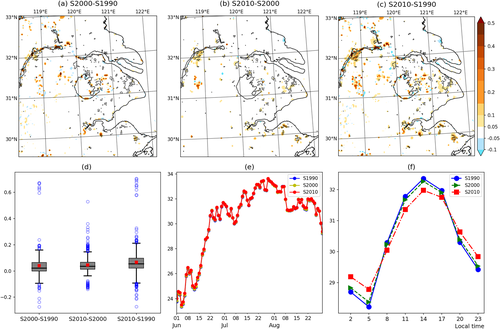 (a) S2000-S1990
(b) S2010-S2000
(c) S2010-S1990
119°E 120°E 121°E 122°E
119°E 120°E 121°E 122°E
119°E 120°E 121°E 122°E
33°N
32°N
31°N
30°N
33°N
32°N
31°N
30°N
33°N
32°N
31°N
30°N
0.5
0.4
0.3
0.2
0.1
0.05
-0.05
-0.1
(d)
(e)
(f)
0.6
0.4
0.2
0.0
-0.2
S2000-S1990 S2010-S2000 S2010-S1990
S1990
S2000
S2010
34
32
30
28
26
24
01 08 15 22 01 08 15 22 01 08 15 22
Jun Jul Aug
S1990
S2000
S2010
32
31
30
29
2 5 8 11 14 17 20 23
Local time